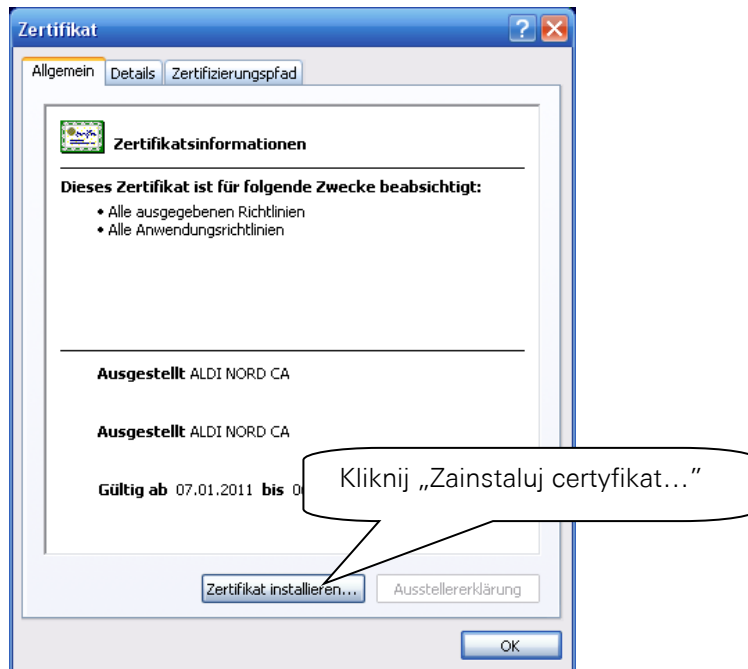 Zertifikat
Allgemein Details Zertifizierungspfad
Zertifikatsinformationen
Dieses Zertifikat ist für folgende Zwecke beabsichtigt:
• Alle ausgegebenen Richtlinien
• Alle Anwendungsrichtlinien
Ausgestellt ALDI NORD CA
Ausgestellt ALDI NORD CA
Gültig ab 07.01.2011 bis
Kliknij „Zainstaluj certyfikat…”
Zertifikat installieren... Ausstellererklärung
OK